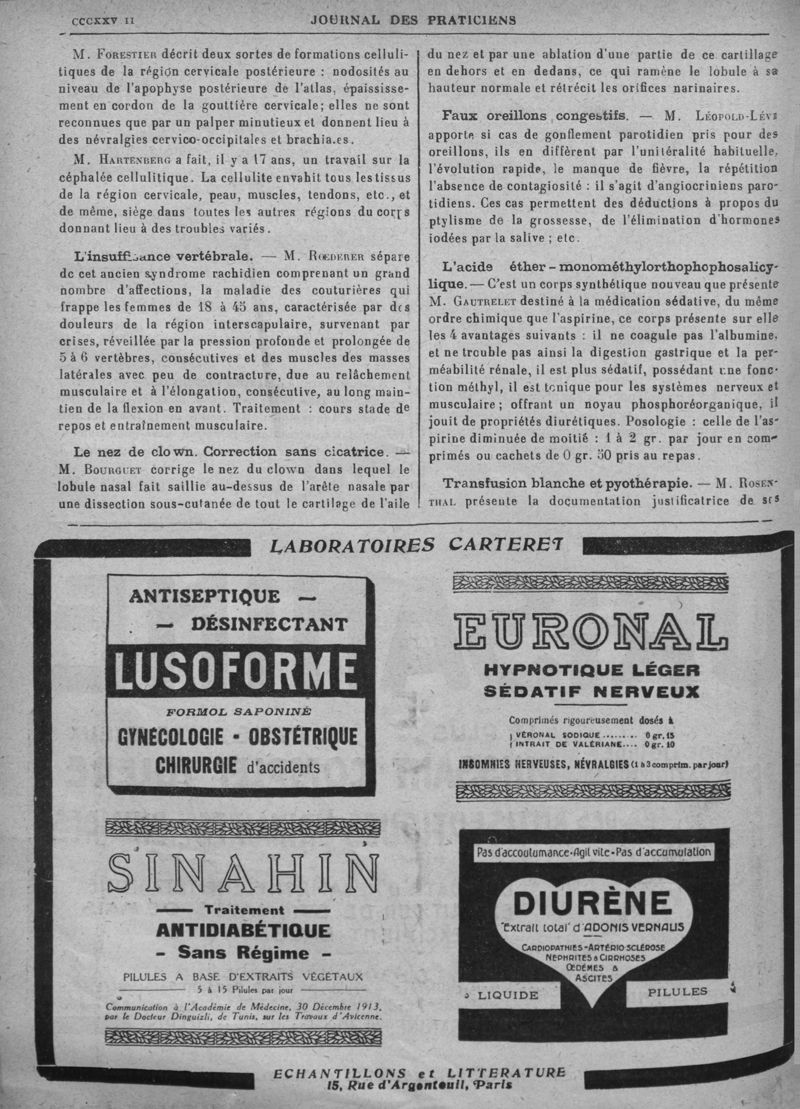 CCCXXV II
JOURNAL DES PRATICIENS
M. FORESTIER décrit deux sortes de formations celluli-
tiques de la région cervicale postérieure : nodosités au
niveau de l'apophyse postérieure de l'atlas, épaississe-
ment en cordon de la gouttière cervicale; elles ne sont
reconnues que par un palper minutieux et donnent lieu à
des névralgies cervico-occipitales et brachia.es.
M. HARTENBERG a fait, il y a 17 ans, un travail sur la
céphalée cellulitique. La cellulite envahit tous les tissus
de la région cervicale, peau, muscles, tendons, etc., et
de même, siège dans toutes les autres régions du corps
donnant lieu à des troubles variés.
L'insuffisance vertébrale. — M. RŒDERER sépare
de cet ancien syndrome rachidien comprenant un grand
nombre d'affections, la maladie des couturières qui
frappe les femmes de 18 à 45 ans, caractérisée par des
douleurs de la région interscapulaire, survenant par
crises, réveillée par la pression profonde et prolongée de
5 à 6 vertèbres, consécutives et des muscles des masses
latérales avec peu de contracture, due au relâchement
musculaire et à l'élongation, consécutive, au long main-
tien de la flexion en avant. Traitement : cours stade de
repos et entraînement musculaire.
Le nez de clown. Correction sans cicatrice. —
M. BOURGUET corrige le nez du clown dans lequel le
lobule nasal fait saillie au-dessus de l'arête nasale par
une dissection sous-cutanée de tout le cartilage de l'aile
du nez et par une ablation d'une partie de ce cartillage
en dehors et en dedans, ce qui ramène le lobule à sa
hauteur normale et rétrécit les orifices narinaires.
Faux oreillons congestifs. — M. LÉOPOLD-LÉVI
apporte si cas de gonflement parotidien pris pour des
oreillons, ils en diffèrent par l'unitéralité habituelle,
l'évolution rapide, le manque de fièvre, la répétition
l'absence de contagiosité : il s'agit d'angiocriniens paro-
tidiens. Ces cas permettent des déductions à propos du
ptylisme de la grossesse, de l'élimination d'hormones
iodées par la salive ; etc.
L'acide éther-monométhylorthophophosalicy-
lique. — C'est un corps synthétique nouveau que présente
M. GAUTRELET destiné à la médication sédative, du même
ordre chimique que l'aspirine, ce corps présente sur elle
les 4 avantages suivants : il ne coagule pas l'albumine,
et ne trouble pas ainsi la digestion gastrique et la per-
méabilité rénale, il est plus sédatif, possédant une fonc-
tion méthyl, il est tonique pour les systèmes nerveux et
musculaire ; offrant un noyau phosphoréorganique, il
jouit de propriétés diurétiques. Posologie : celle de l'as-
pirine diminuée de moitié : 1 à 2 gr. par jour en com-
primés ou cachets de 0 gr. 50 pris au repas.
Transfusion blanche et pyothérapie. — M. ROSEN-
THAL présente la documentation justificatrice de ses
LABORATOIRES CARTERET
ANTISEPTIQUE —
— DÉSINFECTANT
LUSOFORME
FORMOL SAPONINÉ
GYNÉCOLOGIE - OBSTÉTRIQUE
CHIRURGIE d'accidents
EURONAL
HYPNOTIQUE LÉGER
SÉDATIF NERVEUX
Comprimés rigoureusement dosés à
VÉRONAL SODIQUE ........ 0 gr. 15
INTRAIT DE VALÉRIANE.... 0 gr. 10
INSOMNIES NERVEUSES, NÉVRALGIES (1 à 3 comprim. par jour)
SINAHIN
Traitement
ANTIDIABÉTIQUE
- Sans Régime -
PILULES A BASE D'EXTRAITS VÉGÉTAUX
5 à 15 Pilules par jour
Communication à l'Académie de Médecine, 30 Décembre 1913,
par le Docteur Dinguizli, de Tunis, sur les Travaux d'Avicenne.
Pas d'accoutumance - Agit vite - Pas d'accumulation
DIURÈNE
"Extrait total" d'ADONIS VERNALIS
CARDIOPATHIES - ARTÉRIO SCLÉROSE
NEPHRITES & CIRRHOSES
ŒDÉMES &
ASCITES
LIQUIDE
PILULES
ECHANTILLONS et LITTERATURE
15, Rue d'Argenteuil, Paris